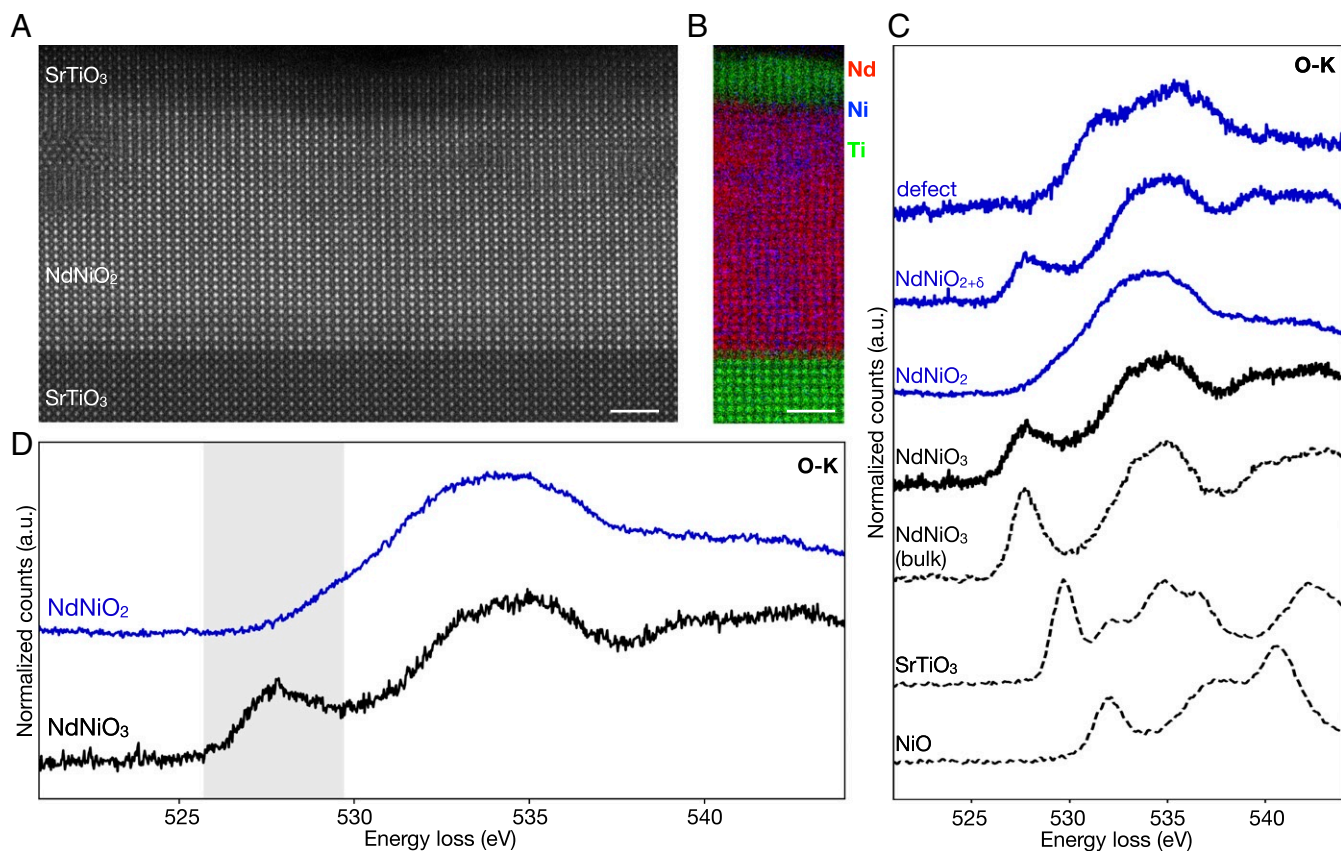 A
SrTiO₃
NdNiO₂
SrTiO₃
B
Nd
Ni
Ti
C
O-K
defect
NdNiO₂₊δ
NdNiO₂
NdNiO₃
NdNiO₃
(bulk)
SrTiO₃
NiO
Normalized counts (a.u.)
525 530 535 540
Energy loss (eV)
D
O-K
NdNiO₂
NdNiO₃
Normalized counts (a.u.)
525 530 535 540
Energy loss (eV)